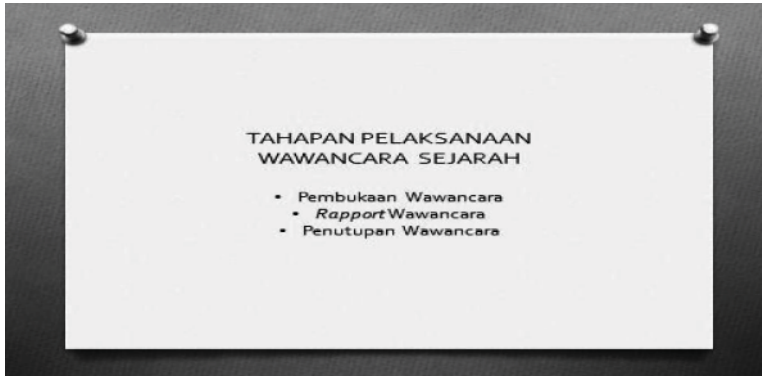 TAHAPAN PELAKSANAAN
WAWANCARA SEJARAH
• Pembukaan Wawancara
• Rapport Wawancara
• Penutupan Wawancara